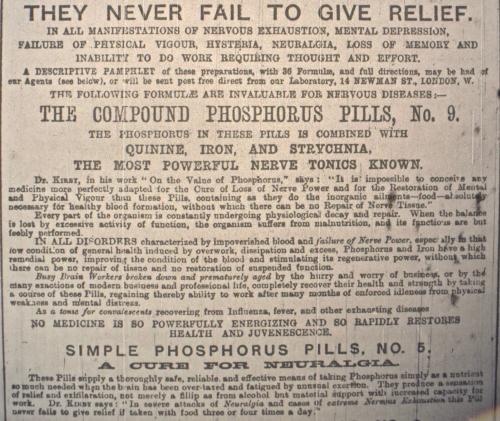 THEY NEVER FAIL TO GIVE RELIEF.
IN ALL MANIFESTATIONS OF NERVOUS EXHAUSTION, MENTAL DEPRESSION,
FAILURE OF PHYSICAL VIGOUR, HYSTERIA, NEURALGIA, LOSS OF MEMORY AND
INABILITY TO DO WORK REQUIRING THOUGHT AND EFFORT.
A DESCRIPTIVE PAMPHLET of these preparations, with 36 Formulæ, and full directions, may be had of
our Agents (see below), or will be sent post free direct from our Laboratory, 14 NEWMAN ST., LONDON, W.
THE FOLLOWING FORMULÆ ARE INVALUABLE FOR NERVOUS DISEASES:—
THE COMPOUND PHOSPHORUS PILLS, No. 9.
THE PHOSPHORUS IN THESE PILLS IS COMBINED WITH
QUININE, IRON, AND STRYCHNIA,
THE MOST POWERFUL NERVE TONICS KNOWN.
DR. KIRBY, in his work "On the Value of Phosphorus," says: "It is impossible to conceive any
medicine more perfectly adapted for the Cure of Loss of Nerve Power and for the Restoration of Mental
and Physical Vigour than these Pills, containing as they do the inorganic aliments—food—absolutely
necessary for healthy blood formation, without which there can be no Repair of Nerve Tissue."
Every part of the organism is constantly undergoing physiological decay and repair. When the balance
is lost by excessive activity of function, the organism suffers from malnutrition, and its functions are but
feebly performed.
IN ALL DISORDERS characterized by impoverished blood and failure of Nerve Power, especially in that
low condition of general health induced by overwork, dissipation and excess, Phosphorus and Iron have a high
remedial power, improving the condition of the blood and stimulating its regenerative power, without which
there can be no repair of tissue and no restoration of suspended function.
Busy Brain Workers broken down and prematurely aged by the hurry and worry of business, or by the
many exactions of modern business and professional life, completely recover their health and strength by taking
a course of these Pills, regaining thereby ability to work after many months of enforced idleness from physical
weakness and mental distress.
As a tonic for convalescents recovering from Influenza, fever, and other exhausting diseases
NO MEDICINE IS SO POWERFULLY ENERGIZING AND SO RAPIDLY RESTORES
HEALTH AND JUVENESCENCE.
SIMPLE PHOSPHORUS PILLS, NO. 5.
A CURE FOR NEURALGIA.
These Pills supply a thoroughly safe, reliable, and effective means of taking Phosphorus simply as a nutrient
so much needed when the brain has been over-taxed and fatigued by unusual exertion. They produce a sensation
of relief and exhilaration, not merely a fillip as from alcohol but material support with increased capacity for
work. DR. KIRBY says: "In severe attacks of Neuralgia and cases of extreme Nervous Exhaustion this Pill
never fails to give relief if taken with food three or four times a day."